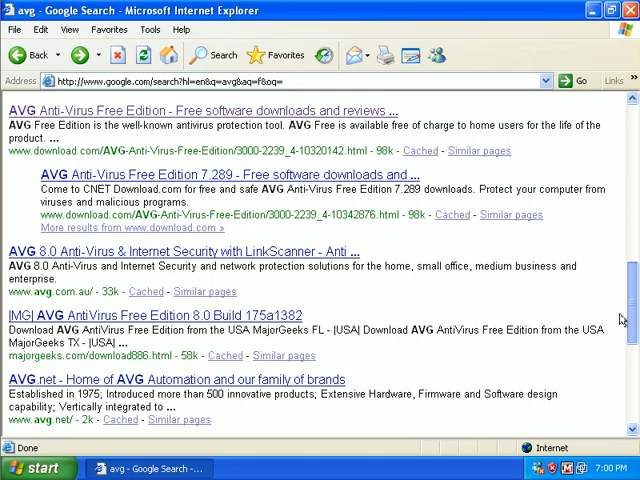 avg - Google Search - Microsoft Internet Explorer
File Edit View Favorites Tools Help
Back Search Favorites
Address http://www.google.com/search?hl=en&q=avg&aq=f&oq= Go Links »
AVG Anti-Virus Free Edition - Free software downloads and reviews ...
AVG Free Edition is the well-known antivirus protection tool. AVG Free is available free of charge to home users for the life of the
product. ...
www.download.com/AVG-Anti-Virus-Free-Edition/3000-2239_4-10320142.html - 98k - Cached - Similar pages
AVG Anti-Virus Free Edition 7.289 - Free software downloads and ...
Come to CNET Download.com for free and safe AVG Anti-Virus Free Edition 7.289 downloads. Protect your computer from
viruses and malicious programs.
www.download.com/AVG-Anti-Virus-Free-Edition/3000-2239_4-10342876.html - 98k - Cached - Similar pages
More results from www.download.com »
AVG 8.0 Anti-Virus & Internet Security with LinkScanner - Anti ...
AVG 8.0 Anti-Virus and Internet Security and network protection solutions for the home, small office, medium business and
enterprise.
www.avg.com.au/ - 33k - Cached - Similar pages
|MG| AVG AntiVirus Free Edition 8.0 Build 175a1382
Download AVG AntiVirus Free Edition from the USA MajorGeeks FL - |USA| Download AVG AntiVirus Free Edition from the USA
MajorGeeks TX - |USA| ...
majorgeeks.com/download886.html - 58k - Cached - Similar pages
AVG.net - Home of AVG Automation and our family of brands
Established in 1975; Introduced more than 500 innovative products; Extensive Hardware, Firmware and Software design
capability; Vertically integrated to ...
www.avg.net/ - 2k - Cached - Similar pages
Done Internet
start avg - Google Search -... 7:00 PM